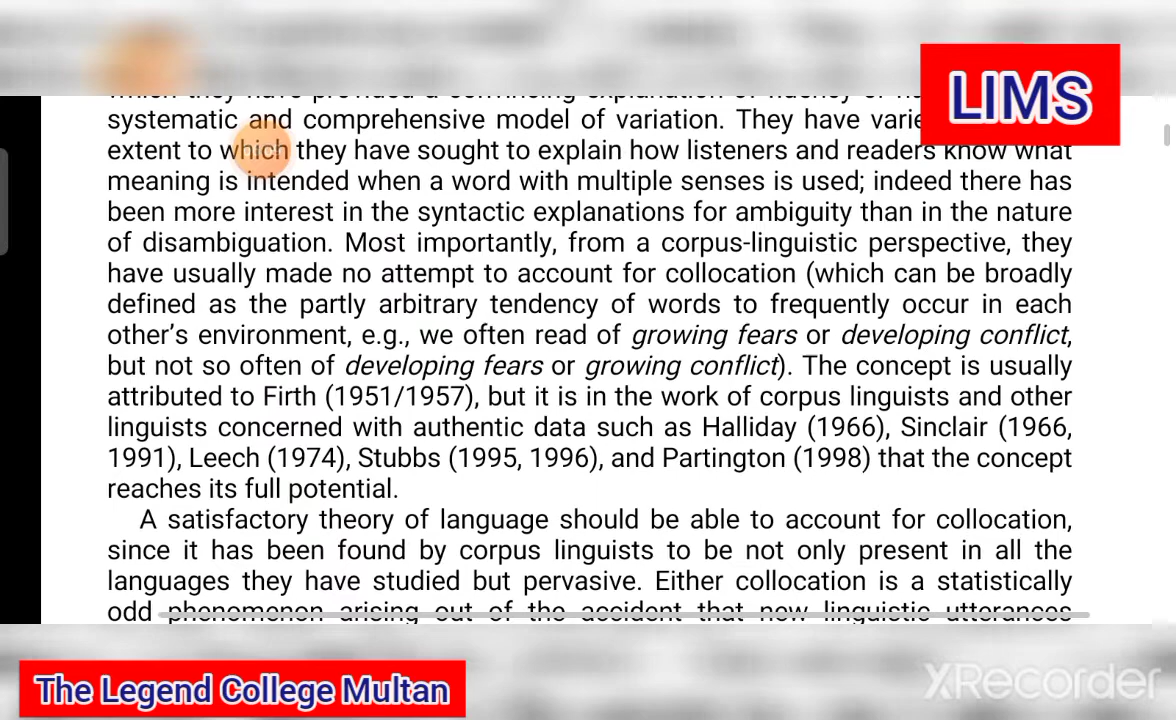 LIMS
systematic and comprehensive model of variation. They have varie
extent to which they have sought to explain how listeners and readers know what
meaning is intended when a word with multiple senses is used; indeed there has
been more interest in the syntactic explanations for ambiguity than in the nature
of disambiguation. Most importantly, from a corpus-linguistic perspective, they
have usually made no attempt to account for collocation (which can be broadly
defined as the partly arbitrary tendency of words to frequently occur in each
other’s environment, e.g., we often read of growing fears or developing conflict,
but not so often of developing fears or growing conflict). The concept is usually
attributed to Firth (1951/1957), but it is in the work of corpus linguists and other
linguists concerned with authentic data such as Halliday (1966), Sinclair (1966,
1991), Leech (1974), Stubbs (1995, 1996), and Partington (1998) that the concept
reaches its full potential.
A satisfactory theory of language should be able to account for collocation,
since it has been found by corpus linguists to be not only present in all the
languages they have studied but pervasive. Either collocation is a statistically
odd phenomenon arising out of the accident that new linguistic utterances
The Legend College Multan
XRecorder